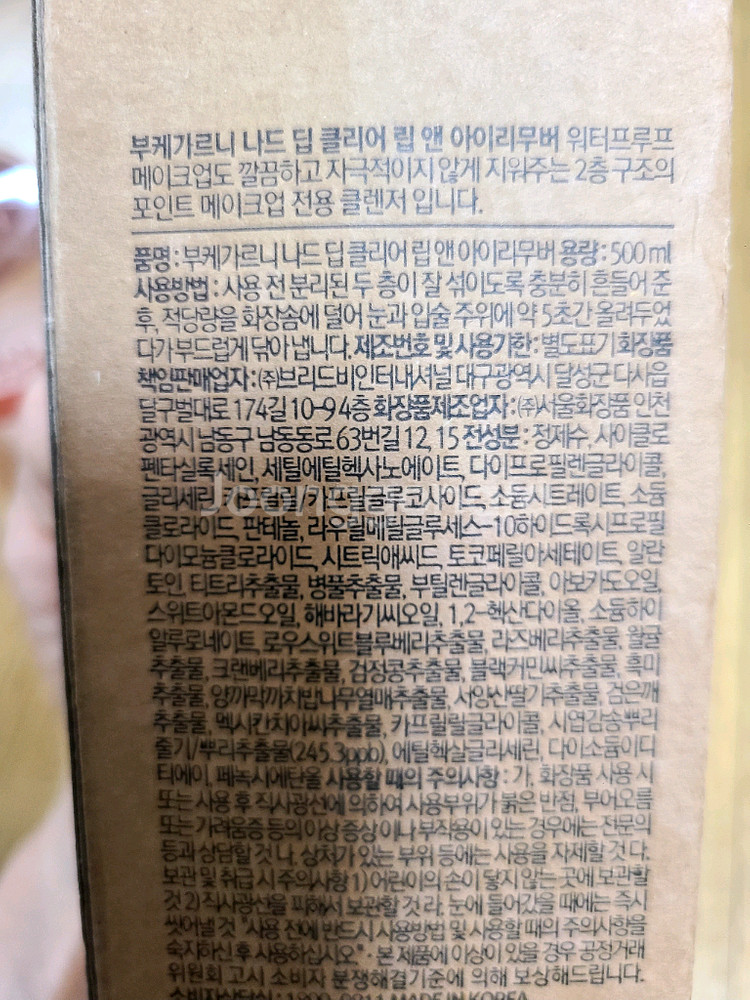 부케가르니 나드 딥 클리어 립 앤 아이리무버 워터프루프
메이크업도 깔끔하고 자극적이지 않게 지워주는 2층 구조의
포인트 메이크업 전용 클렌저 입니다.
품명 : 부케가르니 나드 딥 클리어 립 앤 아이리무버 용량 : 500ml
사용방법 : 사용 전 분리된 두 층이 잘 섞이도록 충분히 흔들어 준
후, 적당량을 화장솜에 덜어 눈과 입술 주위에 약 5초간 올려두었
다가 부드럽게 닦아 냅니다. 제조번호 및 사용기한 : 별도표기 화장품
책임판매업자 : ㈜브리드비인터내셔널 대구광역시 달성군 다사읍
달구벌대로 174길 10-9 4층 화장품제조업자 : ㈜서울화장품 인천
광역시 남동구 남동동로 63번길 12, 15 전성분 : 정제수, 사이클로
펜타실록세인, 세틸에틸헥사노에이트, 다이프로필렌글라이콜,
글리세린, 카프릴릴/카프릴글루코사이드, 소듐시트레이트, 소듐
클로라이드, 판테놀, 라우릴메틸글루세스-10하이드록시프로필
다이모늄클로라이드, 시트릭애씨드, 토코페릴아세테이트, 알란
토인, 티트리추출물, 병풀추출물, 부틸렌글라이콜, 아보카도오일,
스위트아몬드오일, 해바라기씨오일, 1,2-헥산다이올, 소듐하이
알루로네이트, 로우스위트블루베리추출물, 라즈베리추출물, 월귤
추출물, 크랜베리추출물, 검정콩추출물, 블랙커민씨추출물, 흑미
추출물, 양까막까치밥나무열매추출물, 서양산딸기추출물, 검은깨
추출물, 멕시칸치아씨추출물, 카프릴릴글라이콜, 시엽감송뿌리
줄기/뿌리추출물(245.3ppb), 에틸헥실글리세린, 다이소듐이디
티에이, 페녹시에탄올 사용할 때의 주의사항 : 가. 화장품 사용 시
또는 사용 후 직사광선에 의하여 사용부위가 붉은 반점, 부어오름
또는 가려움증 등의 이상 증상이나 부작용이 있는 경우에는 전문의
등과 상담할 것 나. 상처가 있는 부위 등에는 사용을 자제할 것 다.
보관 및 취급 시 주의사항 1) 어린이의 손이 닿지 않는 곳에 보관할
것 2) 직사광선을 피해서 보관할 것 라. 눈에 들어갔을 때에는 즉시
씻어낼 것 *사용 전에 반드시 사용방법 및 사용할 때의 주의사항을
숙지하신 후 사용하십시오*· 본 제품에 이상이 있을 경우 공정거래
위원회 고시 소비자 분쟁해결기준에 의해 보상해드립니다.
소비자상담실 : MADE IN KOREA